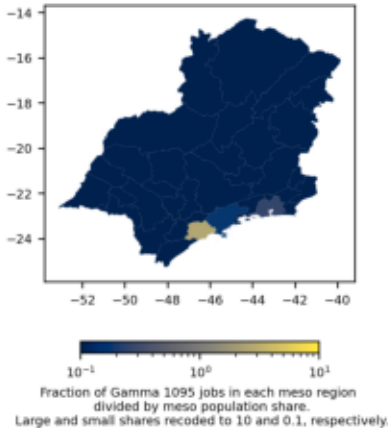 −14
−16
−18
−20
−22
−24
−52 −50 −48 −46 −44 −42 −40
10⁻¹ 10⁰ 10¹
Fraction of Gamma 1095 jobs in each meso region
divided by meso population share.
Large and small shares recoded to 10 and 0.1, respectively